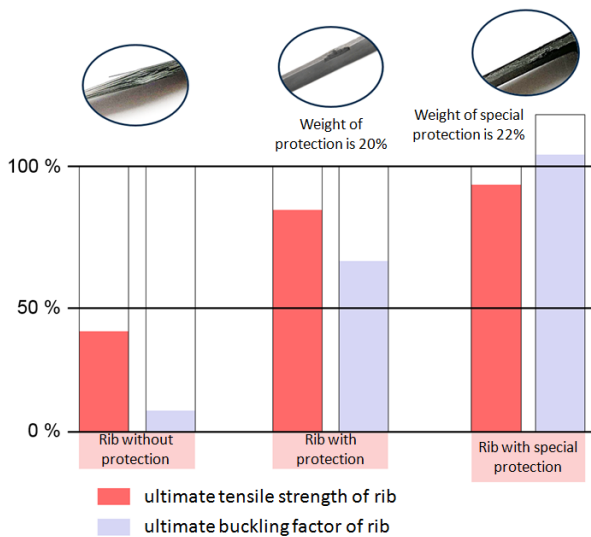 Weight of
protection is 20%
Weight of special
protection is 22%
100 %
50 %
0 %
Rib without
protection
Rib with
protection
Rib with special
protection
ultimate tensile strength of rib
ultimate buckling factor of rib